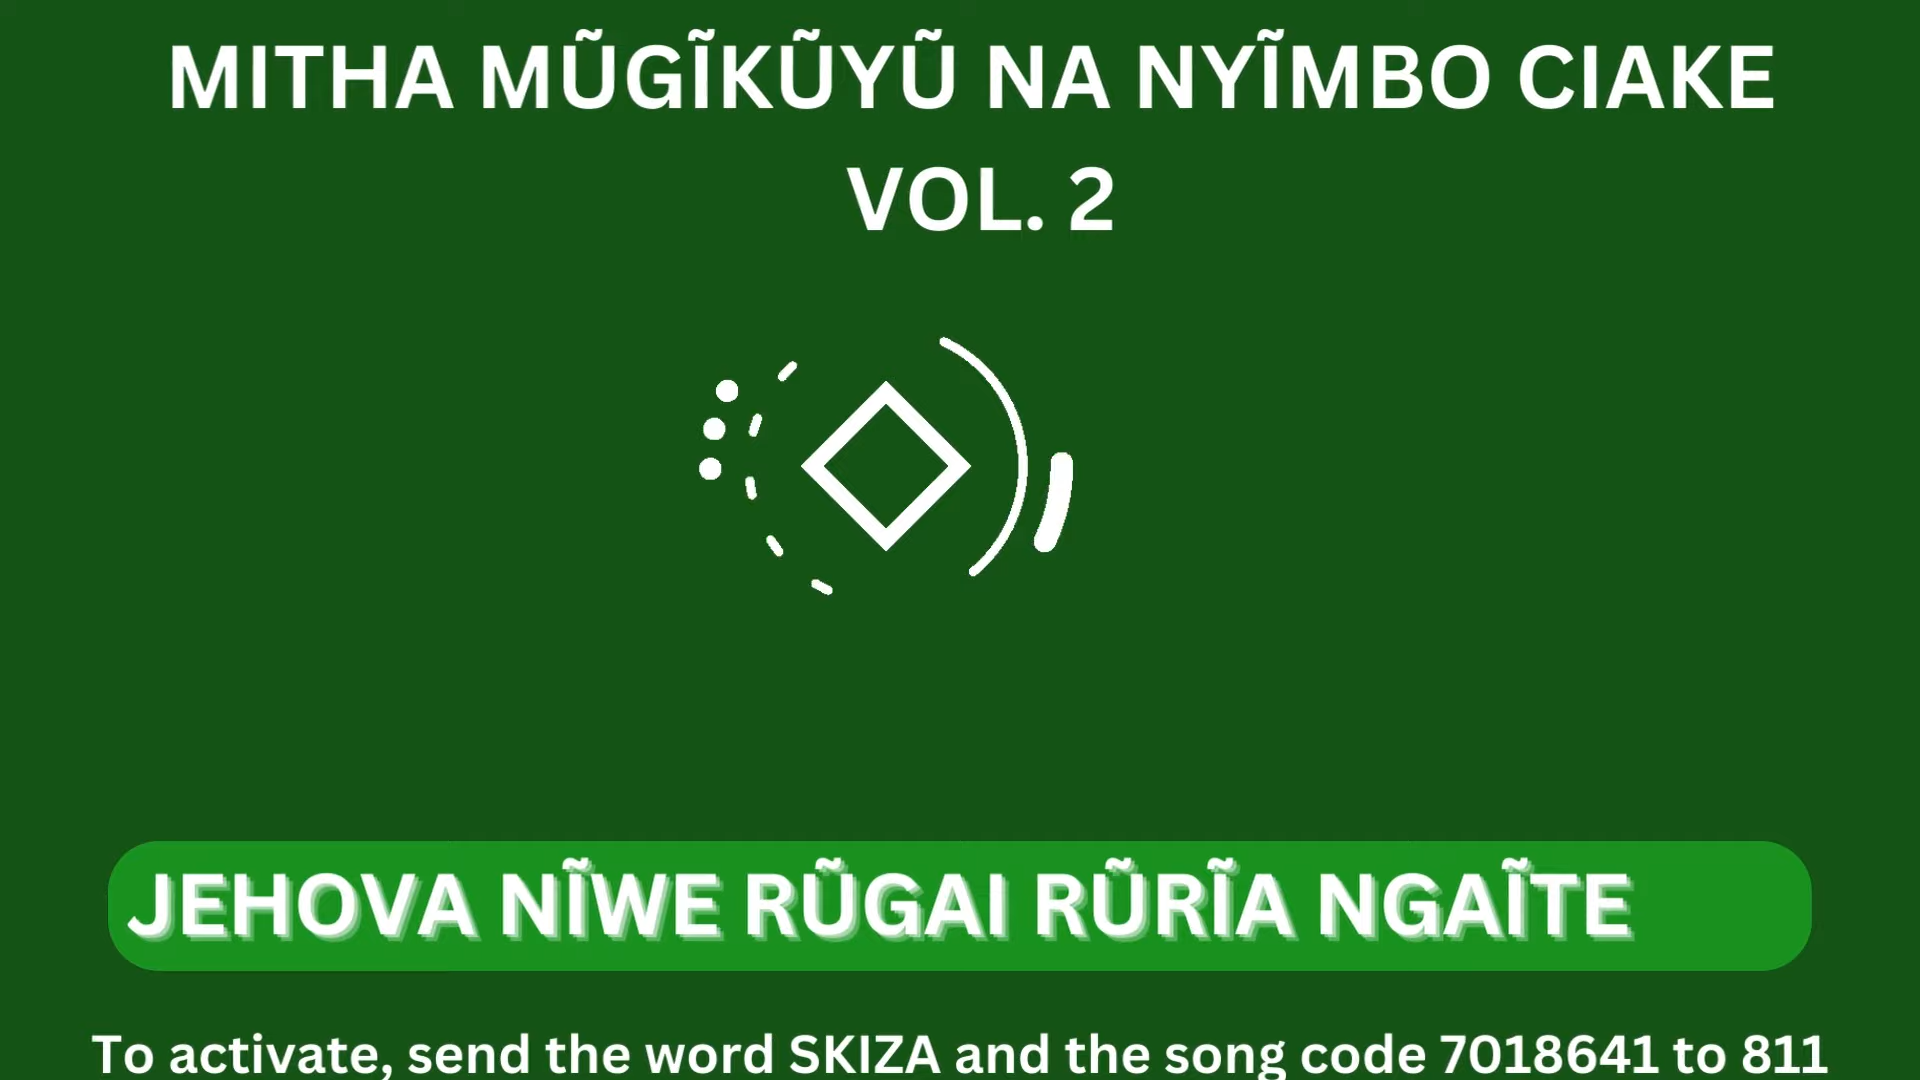 MITHA MŨGĨKŨYŨ NA NYĨMBO CIAKE
VOL. 2
JEHOVA NĨWE RŨGAI RŨRĨA NGAĨTE
To activate, send the word SKIZA and the song code 7018641 to 811